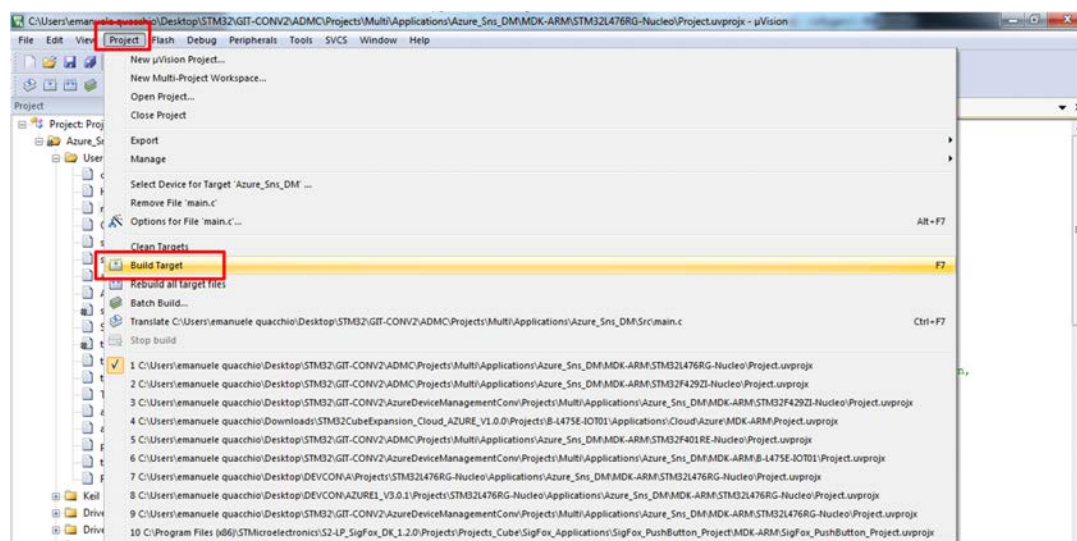 C:\Users\emanuele quacchio\Desktop\STM32\GIT-CONV2\ADMC\Projects\Multi\Applications\Azure_Sns_DM\MDK-ARM\STM32L476RG-Nucleo\Project.uvprojx - µVision
File Edit View Project Flash Debug Peripherals Tools SVCS Window Help
New µVision Project...
New Multi-Project Workspace...
Open Project...
Close Project
Project
Project: Proj
Azure_Sn
User
Export
Manage
Select Device for Target 'Azure_Sns_DM' ...
Remove File 'main.c'
Options for File 'main.c'... Alt+F7
Clean Targets
Build Target F7
Rebuild all target files
Batch Build...
Translate C:\Users\emanuele quacchio\Desktop\STM32\GIT-CONV2\ADMC\Projects\Multi\Applications\Azure_Sns_DM\Src\main.c Ctrl+F7
Stop build
1 C:\Users\emanuele quacchio\Desktop\STM32\GIT-CONV2\ADMC\Projects\Multi\Applications\Azure_Sns_DM\MDK-ARM\STM32L476RG-Nucleo\Project.uvprojx
2 C:\Users\emanuele quacchio\Desktop\STM32\GIT-CONV2\ADMC\Projects\Multi\Applications\Azure_Sns_DM\MDK-ARM\STM32F429ZI-Nucleo\Project.uvprojx
3 C:\Users\emanuele quacchio\Desktop\STM32\GIT-CONV2\AzureDeviceManagementConv\Projects\Multi\Applications\Azure_Sns_DM\MDK-ARM\STM32F429ZI-Nucleo\Project.uvprojx
4 C:\Users\emanuele quacchio\Downloads\STM32CubeExpansion_Cloud_AZURE_V1.0.0\Projects\B-L475E-IOT01\Applications\Cloud\Azure\MDK-ARM\Project.uvprojx
5 C:\Users\emanuele quacchio\Desktop\STM32\GIT-CONV2\ADMC\Projects\Multi\Applications\Azure_Sns_DM\MDK-ARM\STM32F401RE-Nucleo\Project.uvprojx
6 C:\Users\emanuele quacchio\Desktop\STM32\GIT-CONV2\AzureDeviceManagementConv\Projects\Multi\Applications\Azure_Sns_DM\MDK-ARM\B-L475E-IOT01\Project.uvprojx
7 C:\Users\emanuele quacchio\Desktop\DEVCON\A\Projects\STM32L476RG-Nucleo\Applications\Azure_Sns_DM\MDK-ARM\STM32L476RG-Nucleo\Project.uvprojx
8 C:\Users\emanuele quacchio\Desktop\DEVCON\AZURE1_V3.0.1\Projects\STM32L476RG-Nucleo\Applications\Azure_Sns_DM\MDK-ARM\STM32L476RG-Nucleo\Project.uvprojx
9 C:\Users\emanuele quacchio\Desktop\STM32\GIT-CONV2\AzureDeviceManagementConv\Projects\Multi\Applications\Azure_Sns_DM\MDK-ARM\STM32L476RG-Nucleo\Project.uvprojx
10 C:\Program Files (x86)\STMicroelectronics\S2-LP_SigFox_DK_1.2.0\Projects\Projects_Cube\SigFox_Applications\SigFox_PushButton_Project\MDK-ARM\SigFox_PushButton_Project.uvprojx
Keil
Drive
Drive